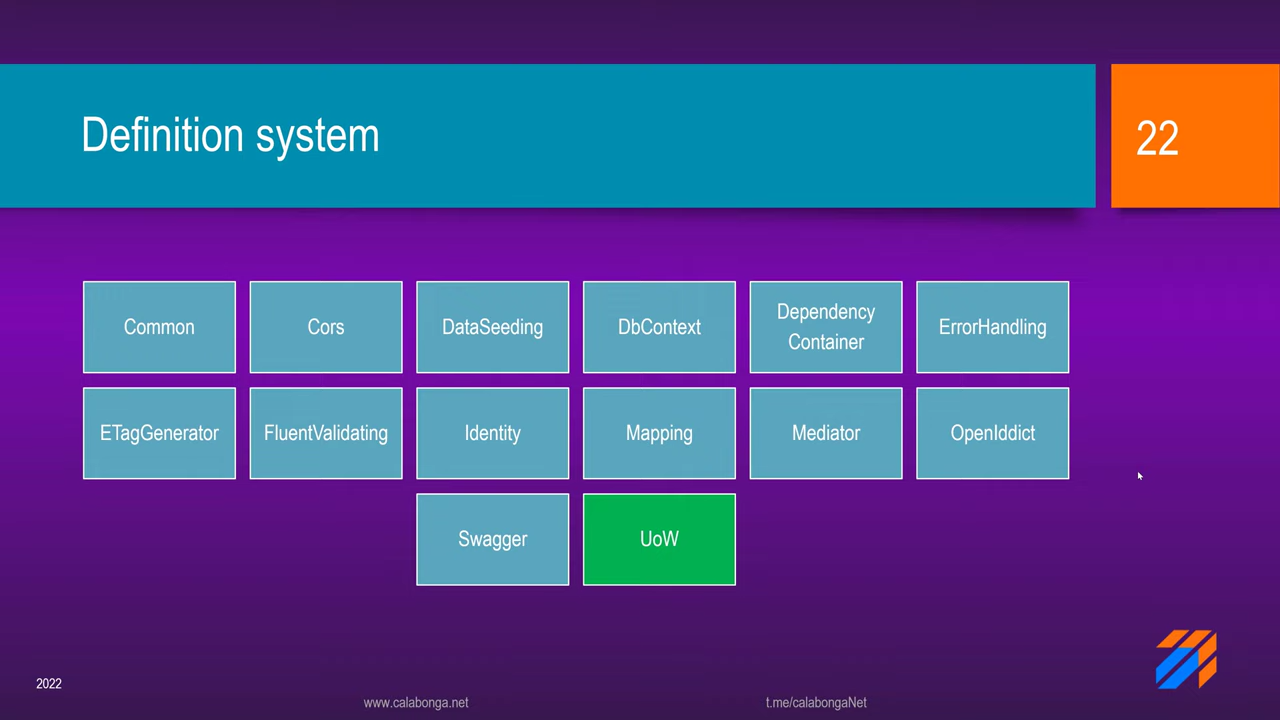 Definition system
22
Common
Cors
DataSeeding
DbContext
Dependency
Container
ErrorHandling
ETagGenerator
FluentValidating
Identity
Mapping
Mediator
OpenIddict
Swagger
UoW
2022
www.calabonga.net
t.me/calabongaNet